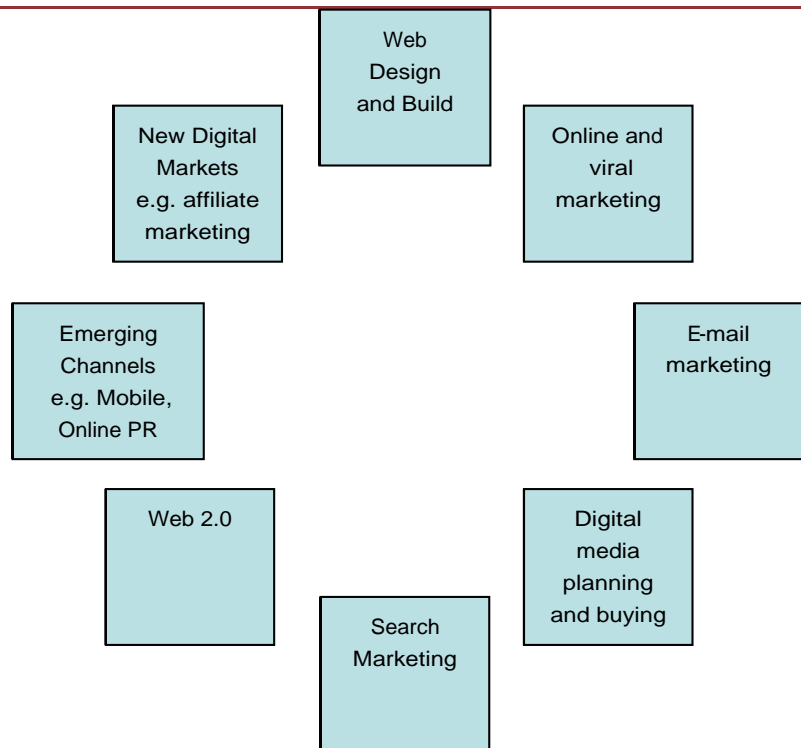 Web
Design
and Build
New Digital
Markets
e.g. affiliate
marketing
Online and
viral
marketing
Emerging
Channels
e.g. Mobile,
Online PR
E-mail
marketing
Web 2.0
Digital
media
planning
and buying
Search
Marketing